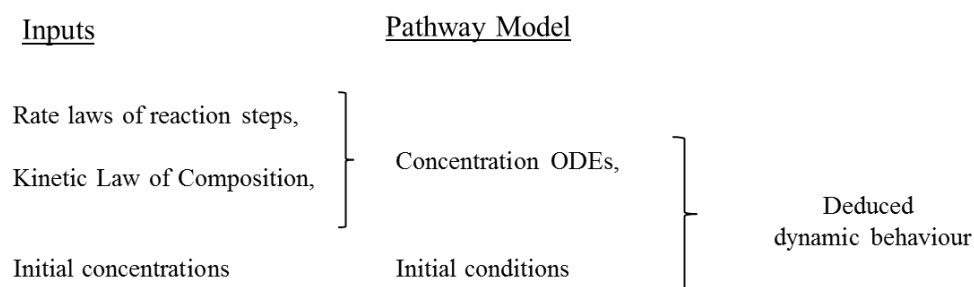 Inputs
Pathway Model
Rate laws of reaction steps,
Kinetic Law of Composition,
Concentration ODEs,
Deduced
dynamic behaviour
Initial concentrations
Initial conditions